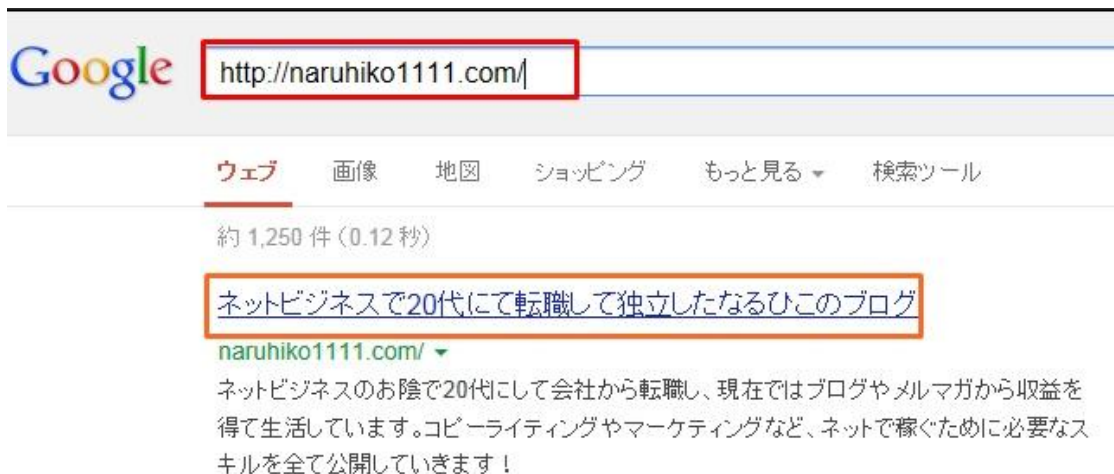 Google
http://naruhiko1111.com/
ウェブ 画像 地図 ショッピング もっと見る 検索ツール
約 1,250 件 (0.12 秒)
ネットビジネスで20代にて転職して独立したなるひこのブログ
naruhiko1111.com/
ネットビジネスのお陰で20代にして会社から転職し、現在ではブログやメルマガから収益を
得て生活しています。コピーライティングやマーケティングなど、ネットで稼ぐために必要なス
キルを全て公開していきます！